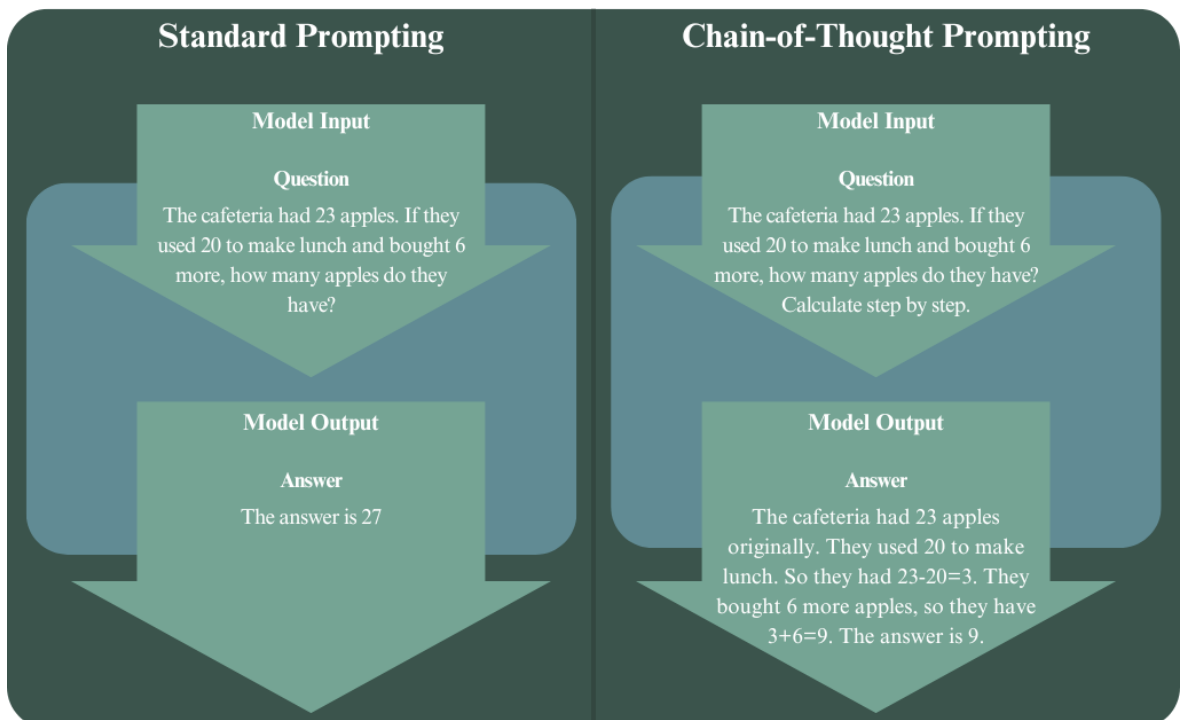 Standard Prompting
Model Input
Question
The cafeteria had 23 apples. If they
used 20 to make lunch and bought 6
more, how many apples do they
have?
Model Output
Answer
The answer is 27
Chain-of-Thought Prompting
Model Input
Question
The cafeteria had 23 apples. If they
used 20 to make lunch and bought 6
more, how many apples do they have?
Calculate step by step.
Model Output
Answer
The cafeteria had 23 apples
originally. They used 20 to make
lunch. So they had 23-20=3. They
bought 6 more apples, so they have
3+6=9. The answer is 9.